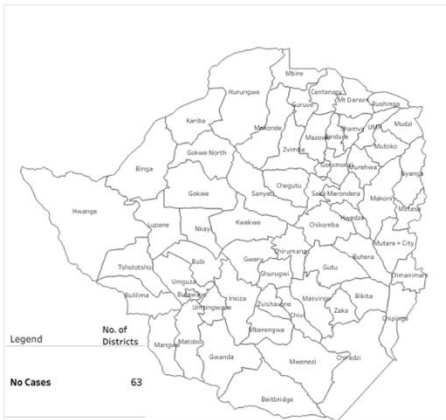 Mbire
Hurungwe
Centenary
Guruve
Mt Darwin
Rushinga
Kariba
Makonde
Mazowe
Shamva
UMP
Mudzi
Bindura
Zvimba
Mutoko
Gokwe North
Goromonzi
Murehwa
Binga
Nyanga
Chegutu
Gokwe
Sanyati
Seke
Marondera
Makoni
Hwange
Mutasa
Hwedza
Lupane
Nkayi
Kwekwe
Chikomba
Mutare + City
Chirumanzi
Buhera
Bubi
Gweru
Gutu
Tsholotsho
Shurugwi
Chimanimani
Umguza
Bulilima
Bulawayo
Insiza
Masvingo
Bikita
Umzingwane
Zvishavane
Chivi
Zaka
Chipinge
Legend
No. of
Districts
Mberengwa
Mangwe
Matobo
Gwanda
Mwenezi
Chiredzi
No Cases 63
Beitbridge